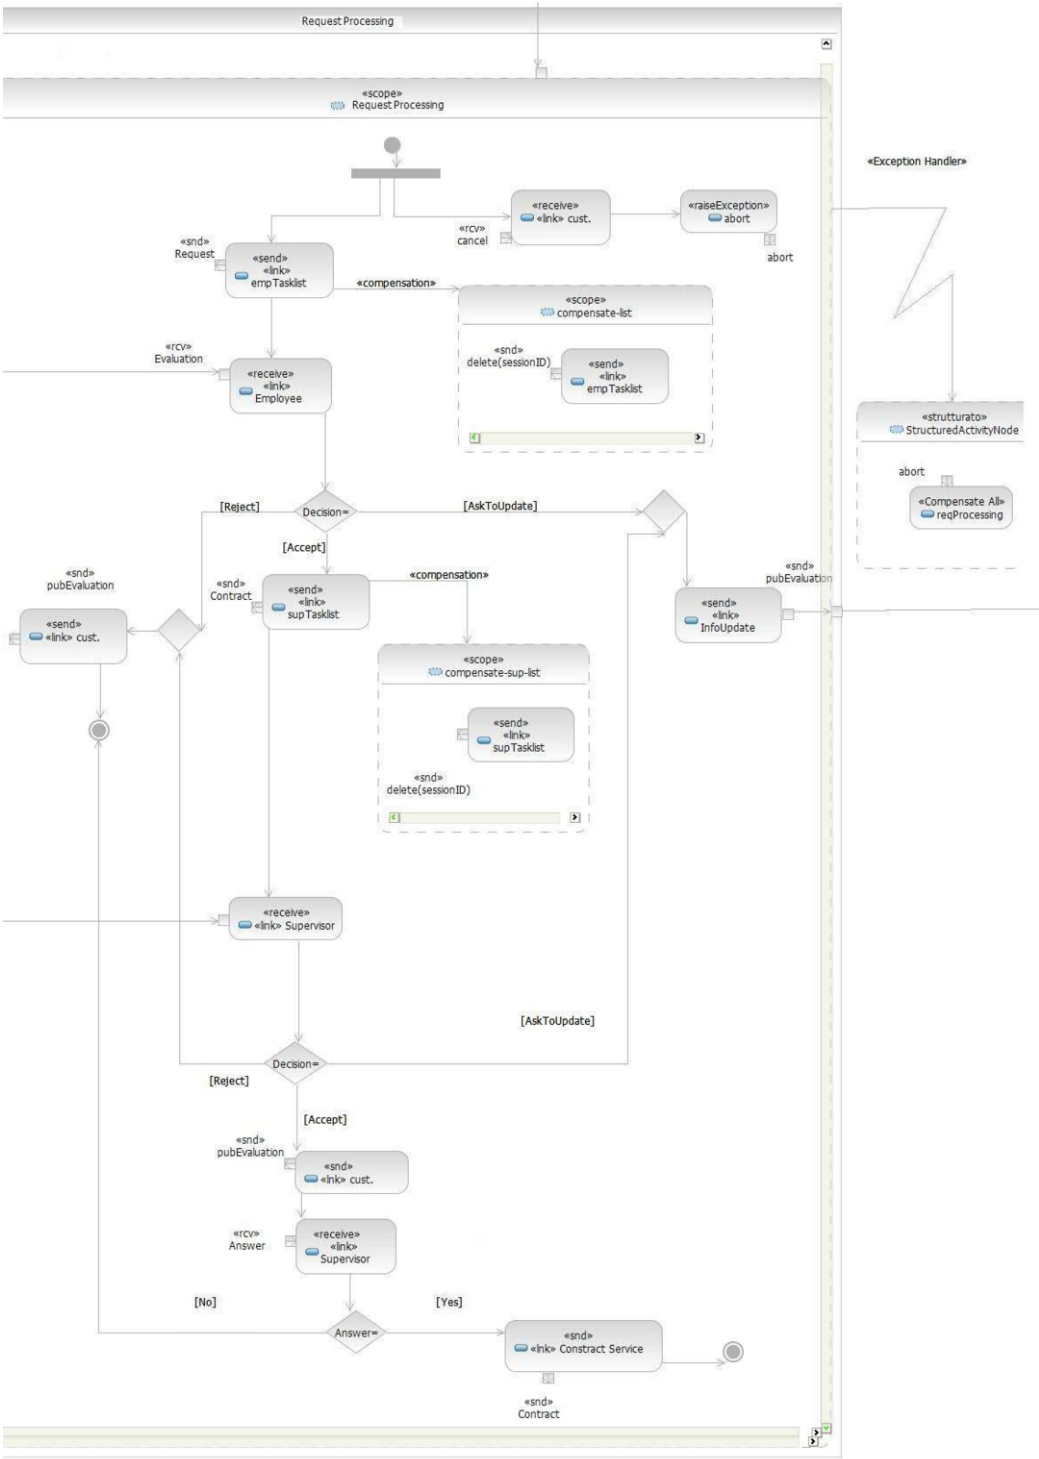 Request Processing
«scope»
Request Processing
«Exception Handler»
«receive»
«link» cust.
«rcv»
cancel
«raiseException»
abort
abort
«snd»
Request
«send»
«link»
empTasklist
«compensation»
«scope»
compensate-list
«snd»
delete(sessionID)
«send»
«link»
empTasklist
«rcv»
Evaluation
«receive»
«link»
Employee
«strutturato»
StructuredActivityNode
abort
«Compensate All»
reqProcessing
[Reject]
Decision=
[AskToUpdate]
[Accept]
«snd»
pubEvaluation
«send»
«link» cust.
«snd»
Contract
«send»
«link»
supTasklist
«compensation»
«snd»
pubEvaluation
«send»
«link»
InfoUpdate
«scope»
compensate-sup-list
«send»
«link»
supTasklist
«snd»
delete(sessionID)
«receive»
«link» Supervisor
[AskToUpdate]
Decision=
[Reject]
[Accept]
«snd»
pubEvaluation
«snd»
«lnk» cust.
«rcv»
Answer
«receive»
«link»
Supervisor
[No]
[Yes]
Answer=
«snd»
«lnk» Constract Service
«snd»
Contract